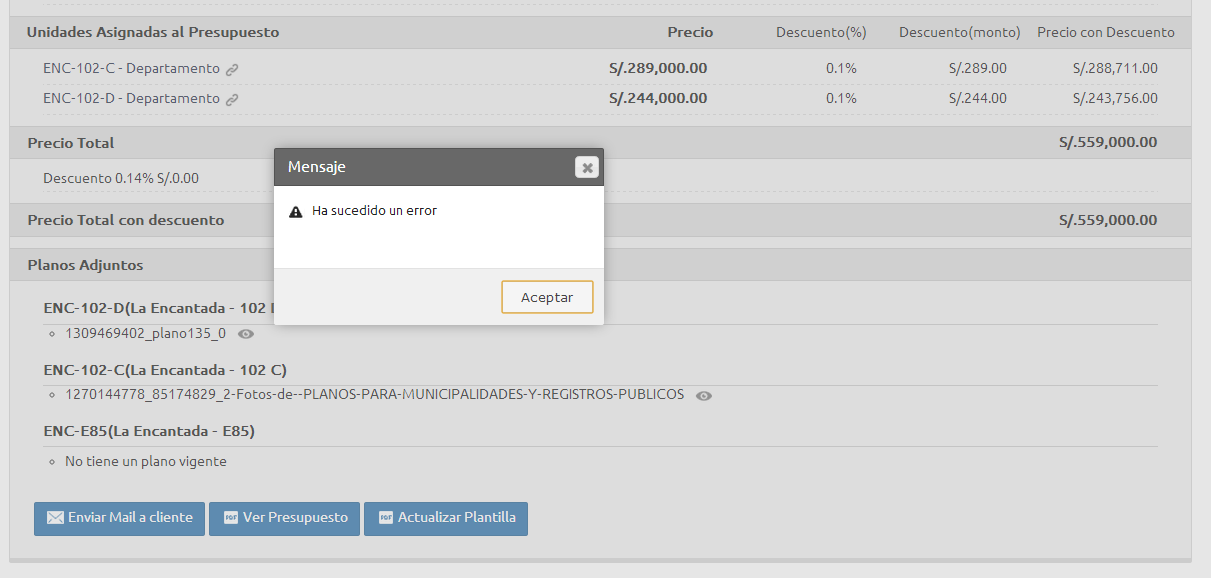 Unidades Asignadas al Presupuesto Precio Descuento(%) Descuento(monto) Precio con Descuento
ENC-102-C - Departamento S/.289,000.00 0.1% S/.289.00 S/.288,711.00
ENC-102-D - Departamento S/.244,000.00 0.1% S/.244.00 S/.243,756.00
Precio Total S/.559,000.00
Descuento 0.14% S/.0.00
Precio Total con descuento S/.559,000.00
Mensaje
Ha sucedido un error
Aceptar
Planos Adjuntos
ENC-102-D(La Encantada - 102
1309469402_plano135_0
ENC-102-C(La Encantada - 102 C)
1270144778_85174829_2-Fotos-de--PLANOS-PARA-MUNICIPALIDADES-Y-REGISTROS-PUBLICOS
ENC-E85(La Encantada - E85)
No tiene un plano vigente
Enviar Mail a cliente PDF Ver Presupuesto PDF Actualizar Plantilla